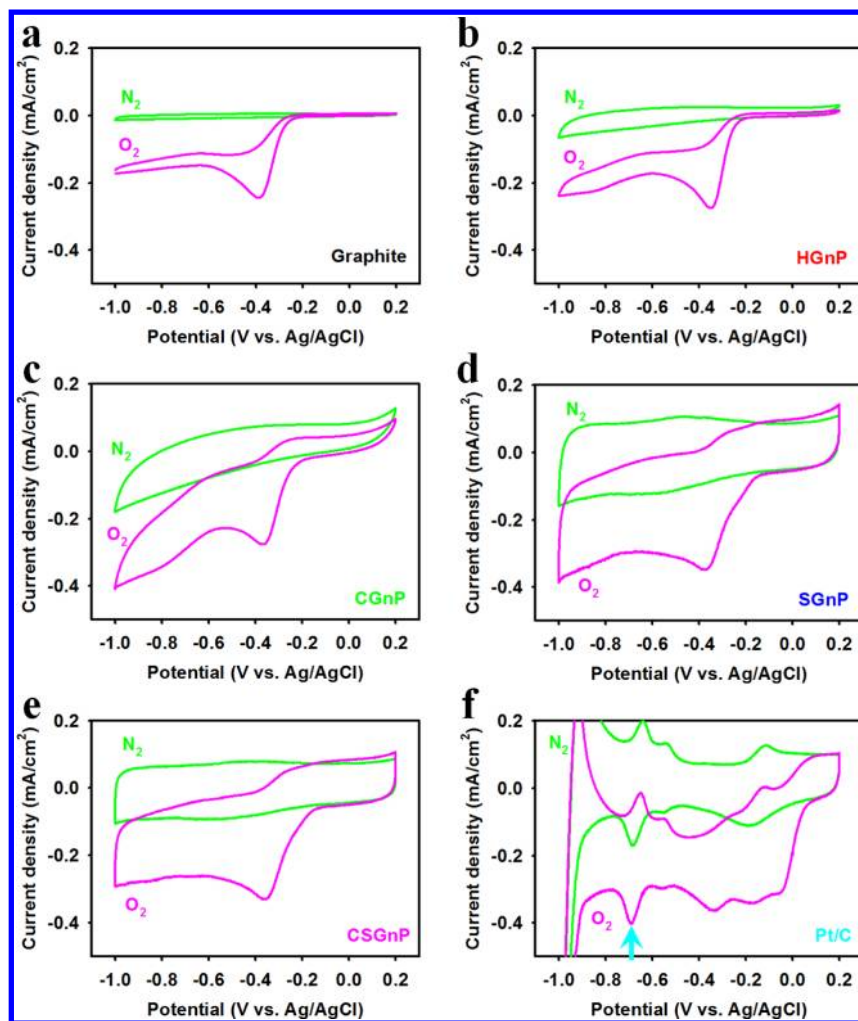 a
0.2
0.0
-0.2
-0.4
Current density (mA/cm²)
N₂
O₂
Graphite
-1.0 -0.8 -0.6 -0.4 -0.2 0.0 0.2
Potential (V vs. Ag/AgCl)
b
0.2
0.0
-0.2
-0.4
Current density (mA/cm²)
N₂
O₂
HGnP
-1.0 -0.8 -0.6 -0.4 -0.2 0.0 0.2
Potential (V vs. Ag/AgCl)
c
0.2
0.0
-0.2
-0.4
Current density (mA/cm²)
N₂
O₂
CGnP
-1.0 -0.8 -0.6 -0.4 -0.2 0.0 0.2
Potential (V vs. Ag/AgCl)
d
0.2
0.0
-0.2
-0.4
Current density (mA/cm²)
N₂
O₂
SGnP
-1.0 -0.8 -0.6 -0.4 -0.2 0.0 0.2
Potential (V vs. Ag/AgCl)
e
0.2
0.0
-0.2
-0.4
Current density (mA/cm²)
N₂
O₂
CSGnP
-1.0 -0.8 -0.6 -0.4 -0.2 0.0 0.2
Potential (V vs. Ag/AgCl)
f
0.2
0.0
-0.2
-0.4
Current density (mA/cm²)
N₂
O₂
Pt/C
-1.0 -0.8 -0.6 -0.4 -0.2 0.0 0.2
Potential (V vs. Ag/AgCl)